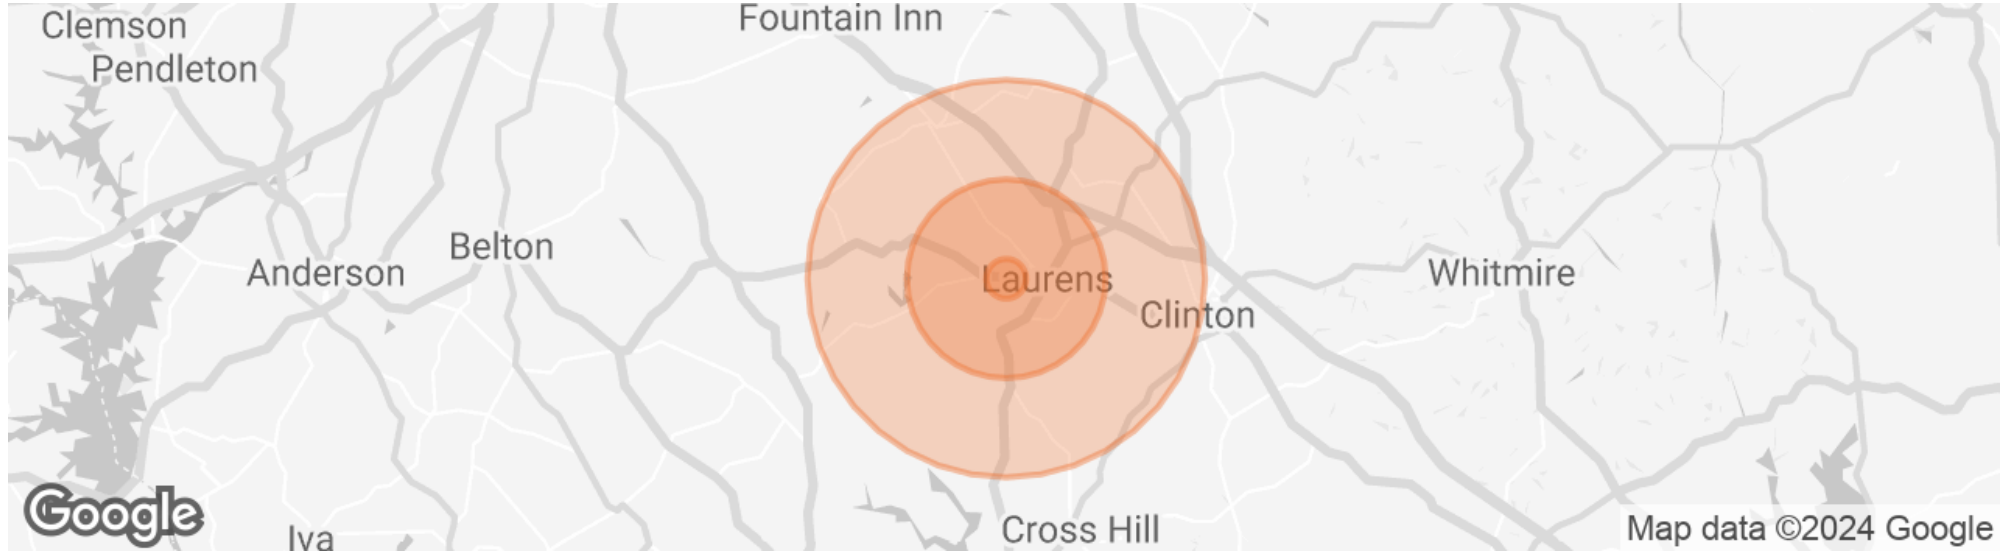 Clemson
Pendleton
Fountain Inn
Belton
Anderson
Laurens
Clinton
Whitmire
Cross Hill
Iva
Google
Map data ©2024 Google